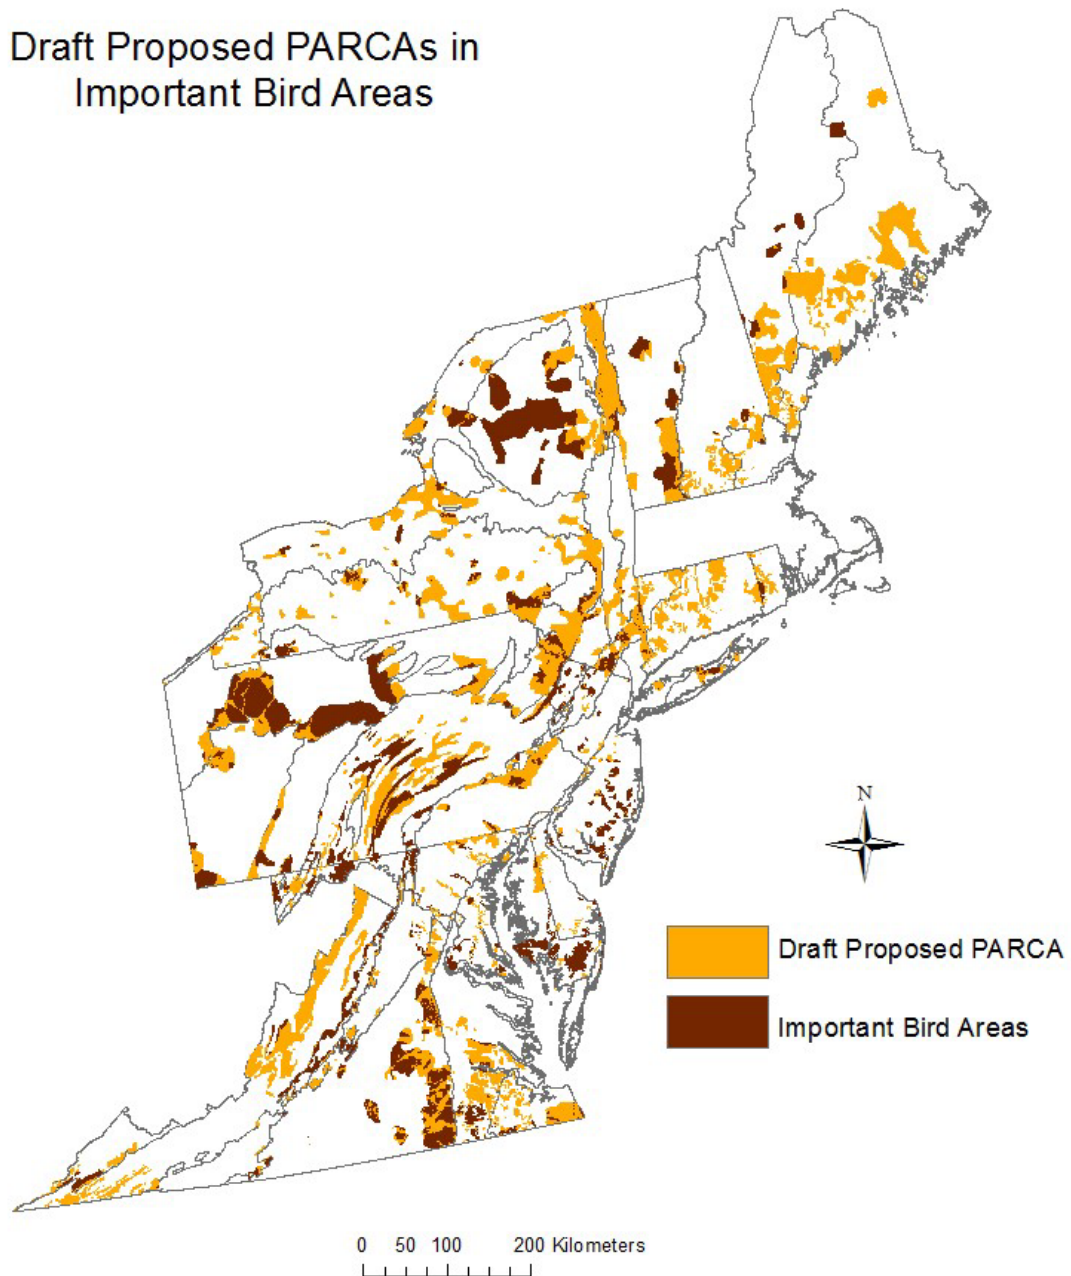 Draft Proposed PARCAs in
Important Bird Areas
N
Draft Proposed PARCA
Important Bird Areas
0 50 100 200 Kilometers